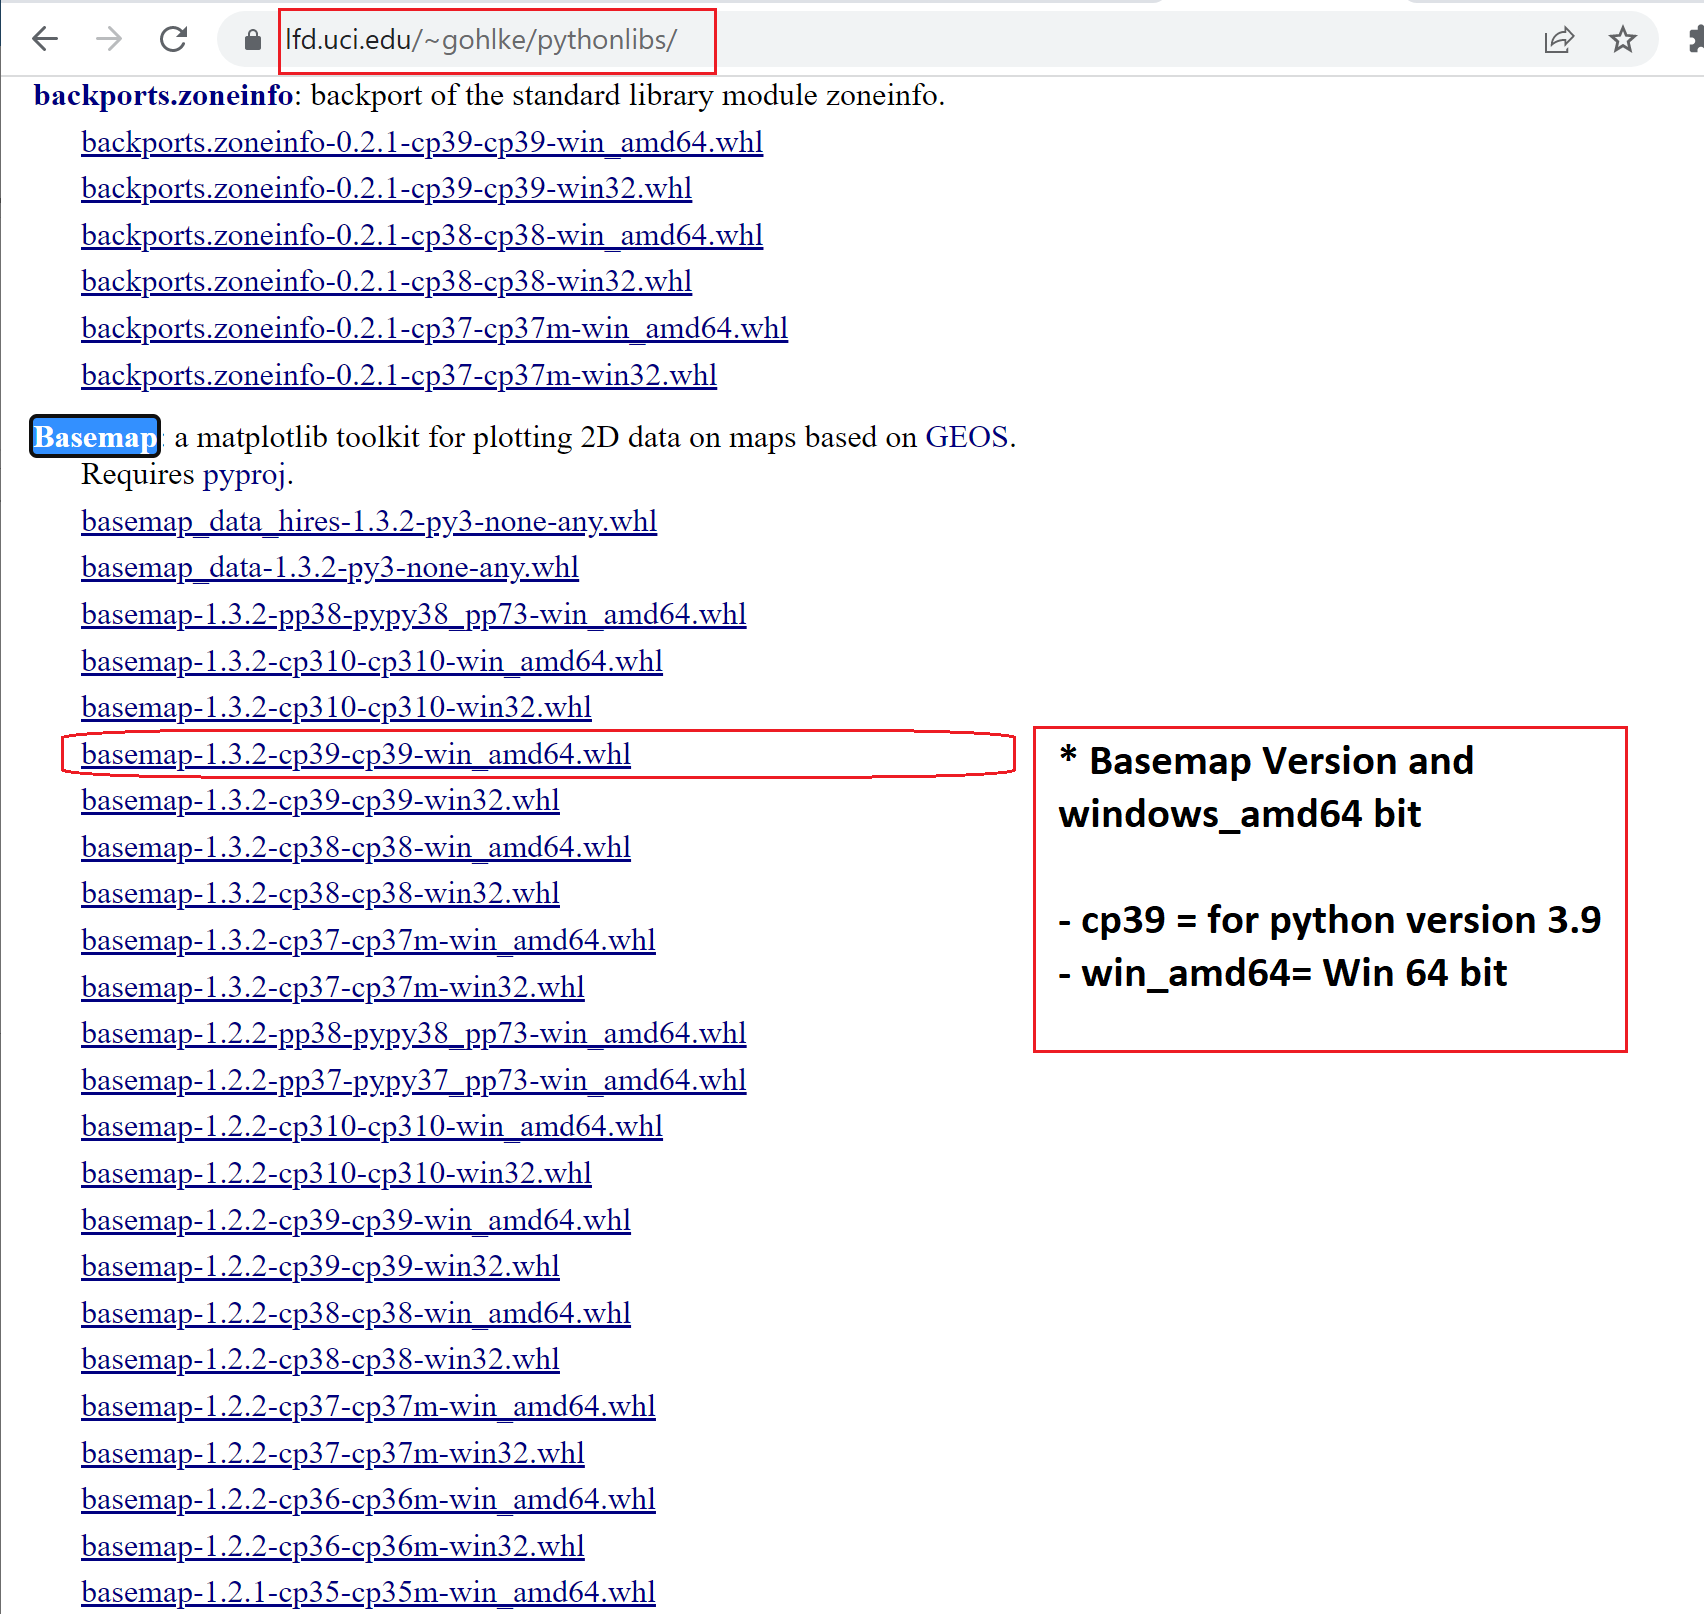 lfd.uci.edu/~gohlke/pythonlibs/
backports.zoneinfo: backport of the standard library module zoneinfo.
backports.zoneinfo-0.2.1-cp39-cp39-win_amd64.whl
backports.zoneinfo-0.2.1-cp39-cp39-win32.whl
backports.zoneinfo-0.2.1-cp38-cp38-win_amd64.whl
backports.zoneinfo-0.2.1-cp38-cp38-win32.whl
backports.zoneinfo-0.2.1-cp37-cp37m-win_amd64.whl
backports.zoneinfo-0.2.1-cp37-cp37m-win32.whl
Basemap: a matplotlib toolkit for plotting 2D data on maps based on GEOS.
Requires pyproj.
basemap_data_hires-1.3.2-py3-none-any.whl
basemap_data-1.3.2-py3-none-any.whl
basemap-1.3.2-pp38-pypy38_pp73-win_amd64.whl
basemap-1.3.2-cp310-cp310-win_amd64.whl
basemap-1.3.2-cp310-cp310-win32.whl
basemap-1.3.2-cp39-cp39-win_amd64.whl
basemap-1.3.2-cp39-cp39-win32.whl
basemap-1.3.2-cp38-cp38-win_amd64.whl
basemap-1.3.2-cp38-cp38-win32.whl
basemap-1.3.2-cp37-cp37m-win_amd64.whl
basemap-1.3.2-cp37-cp37m-win32.whl
basemap-1.2.2-pp38-pypy38_pp73-win_amd64.whl
basemap-1.2.2-pp37-pypy37_pp73-win_amd64.whl
basemap-1.2.2-cp310-cp310-win_amd64.whl
basemap-1.2.2-cp310-cp310-win32.whl
basemap-1.2.2-cp39-cp39-win_amd64.whl
basemap-1.2.2-cp39-cp39-win32.whl
basemap-1.2.2-cp38-cp38-win_amd64.whl
basemap-1.2.2-cp38-cp38-win32.whl
basemap-1.2.2-cp37-cp37m-win_amd64.whl
basemap-1.2.2-cp37-cp37m-win32.whl
basemap-1.2.2-cp36-cp36m-win_amd64.whl
basemap-1.2.2-cp36-cp36m-win32.whl
basemap-1.2.1-cp35-cp35m-win_amd64.whl
* Basemap Version and
windows_amd64 bit
- cp39 = for python version 3.9
- win_amd64= Win 64 bit